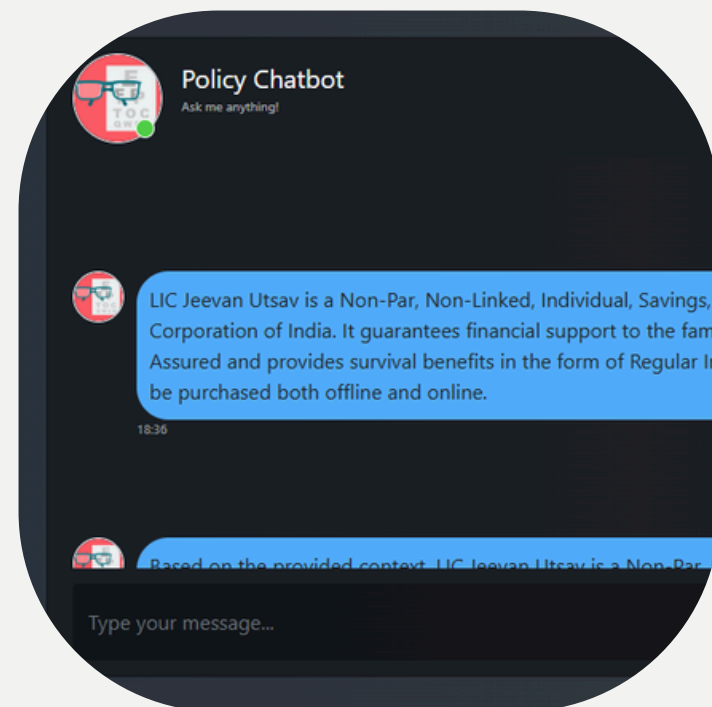 Policy Chatbot
Ask me anything!
LIC Jeevan Utsav is a Non-Par, Non-Linked, Individual, Savings,
Corporation of India. It guarantees financial support to the
Assured and provides survival benefits in the form of Regular
be purchased both offline and online.
18:36
Based on the provided context, LIC Jeevan Utsav is a Non-Par,
Type your message...